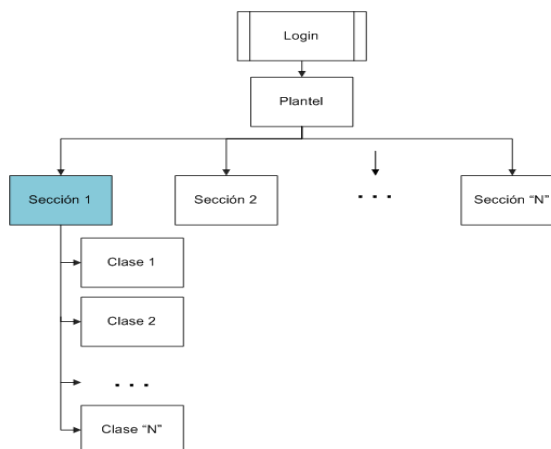 Login
Plantel
Sección 1
Sección 2
. . .
Sección “N”
Clase 1
Clase 2
. . .
Clase “N”